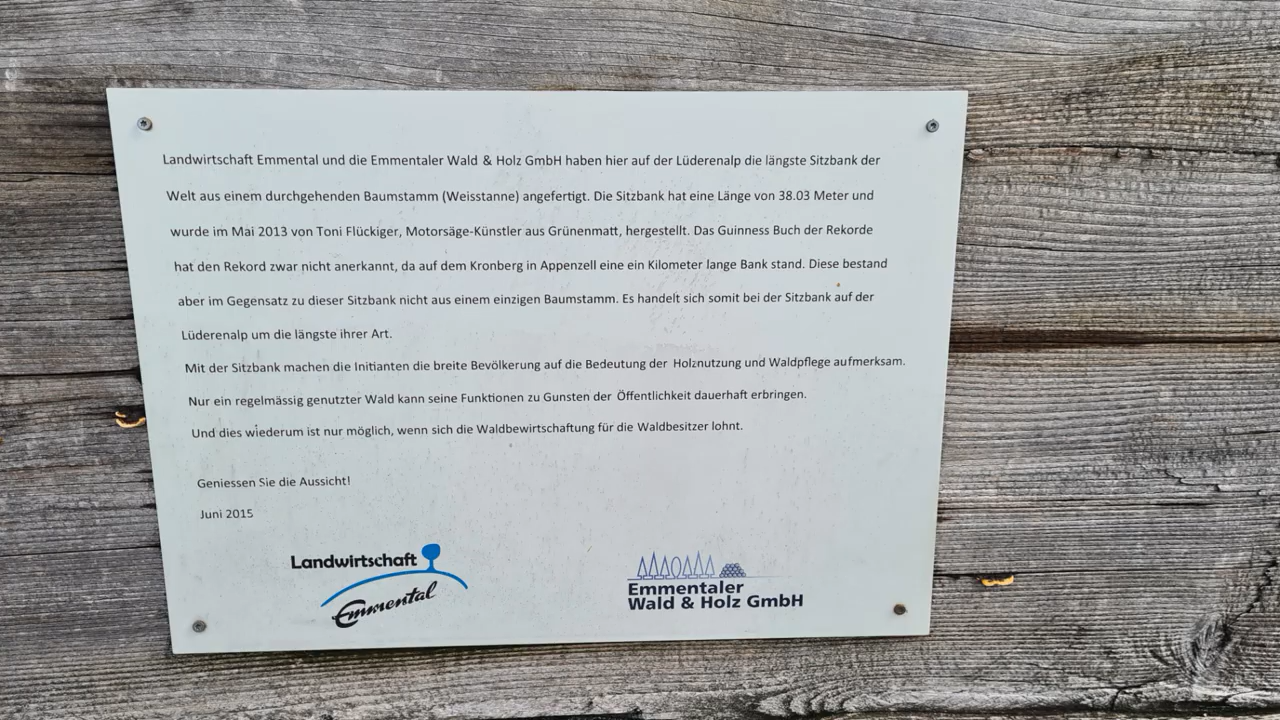 Landwirtschaft Emmental und die Emmentaler Wald & Holz GmbH haben hier auf der Lüderenalp die längste Sitzbank der
Welt aus einem durchgehenden Baumstamm (Weisstanne) angefertigt. Die Sitzbank hat eine Länge von 38.03 Meter und
wurde im Mai 2013 von Toni Flückiger, Motorsäge-Künstler aus Grünenmatt, hergestellt. Das Guinness Buch der Rekorde
hat den Rekord zwar nicht anerkannt, da auf dem Kronberg in Appenzell eine ein Kilometer lange Bank stand. Diese bestand
aber im Gegensatz zu dieser Sitzbank nicht aus einem einzigen Baumstamm. Es handelt sich somit bei der Sitzbank auf der
Lüderenalp um die längste ihrer Art.
Mit der Sitzbank machen die Initianten die breite Bevölkerung auf die Bedeutung der Holznutzung und Waldpflege aufmerksam.
Nur ein regelmässig genutzter Wald kann seine Funktionen zu Gunsten der Öffentlichkeit dauerhaft erbringen.
Und dies wiederum ist nur möglich, wenn sich die Waldbewirtschaftung für die Waldbesitzer lohnt.
Geniessen Sie die Aussicht!
Juni 2015
Landwirtschaft
Emmental
Emmentaler
Wald & Holz GmbH